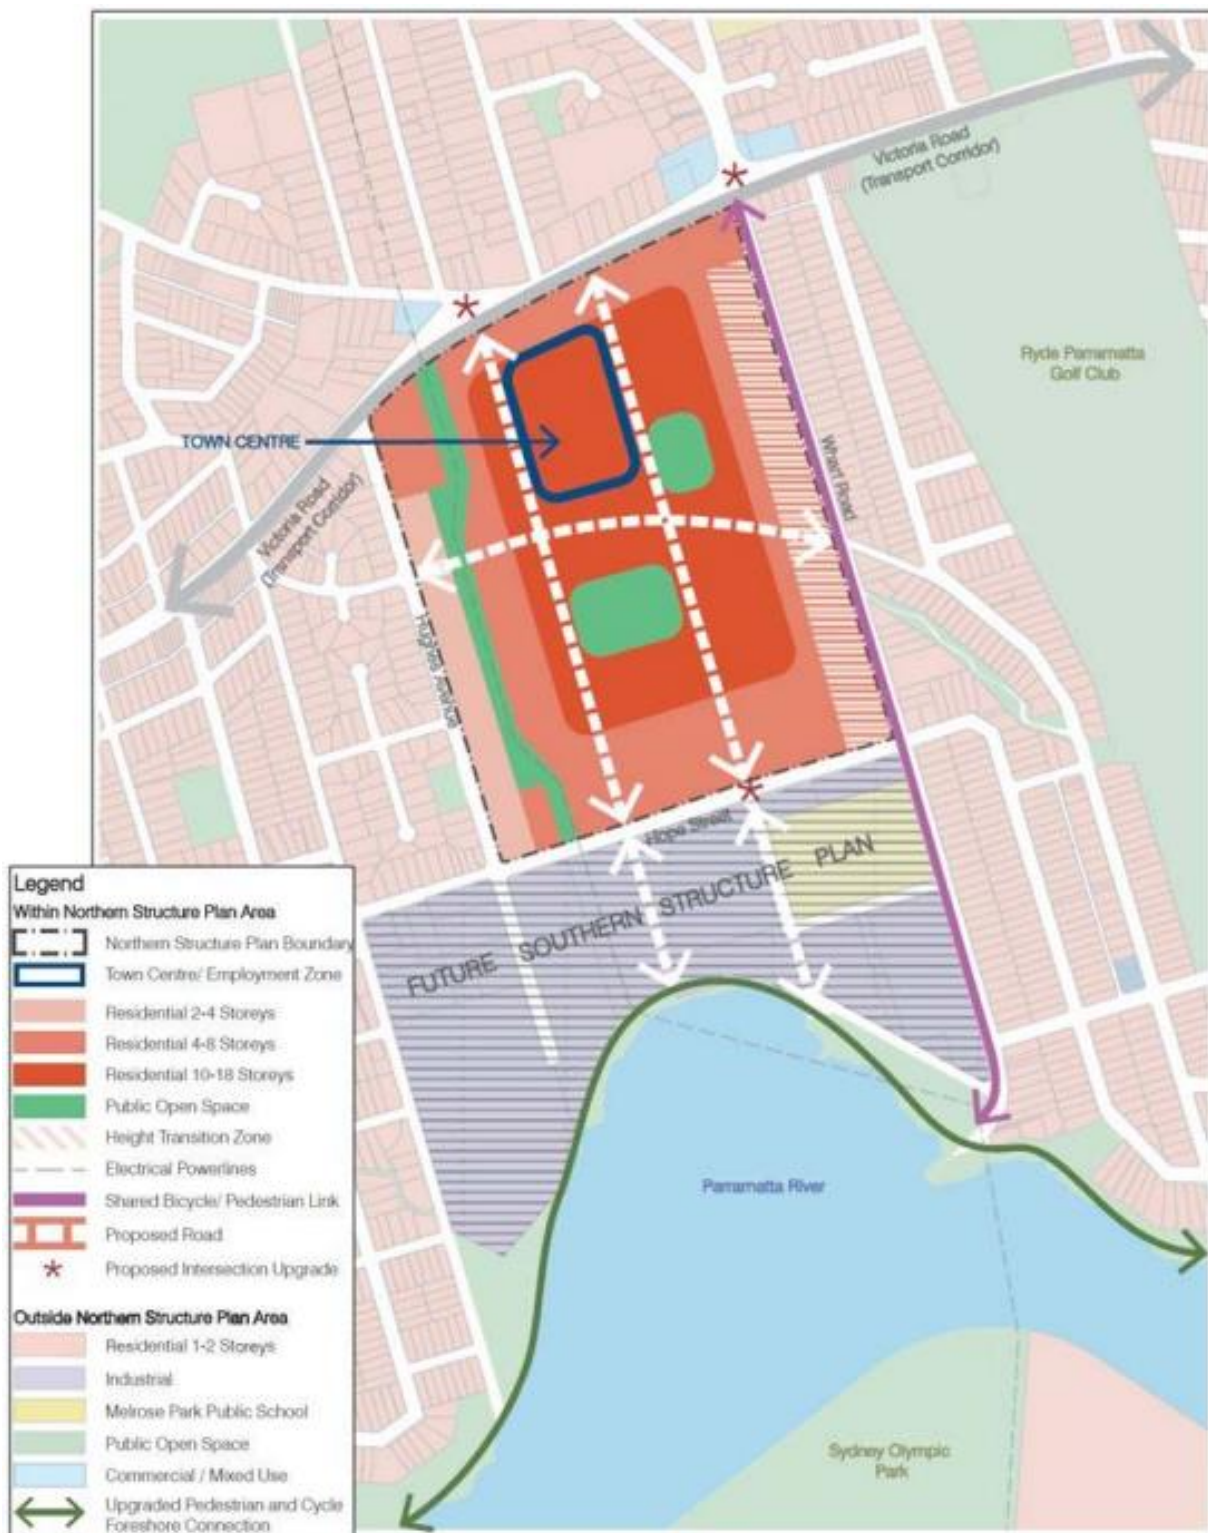 Victoria Road
(Transport Corridor)
Ryde Parramatta
Golf Club
TOWN CENTRE
Wharf Road
Victoria Road
(Transport Corridor)
Hughes Avenue
Hope Street
FUTURE SOUTHERN STRUCTURE PLAN
Parramatta River
Sydney Olympic
Park
Legend
Within Northern Structure Plan Area
Northern Structure Plan Boundary
Town Centre/ Employment Zone
Residential 2-4 Storeys
Residential 4-8 Storeys
Residential 10-18 Storeys
Public Open Space
Height Transition Zone
Electrical Powerlines
Shared Bicycle/ Pedestrian Link
Proposed Road
Proposed Intersection Upgrade
Outside Northern Structure Plan Area
Residential 1-2 Storeys
Industrial
Melrose Park Public School
Public Open Space
Commercial / Mixed Use
Upgraded Pedestrian and Cycle
Foreshore Connection